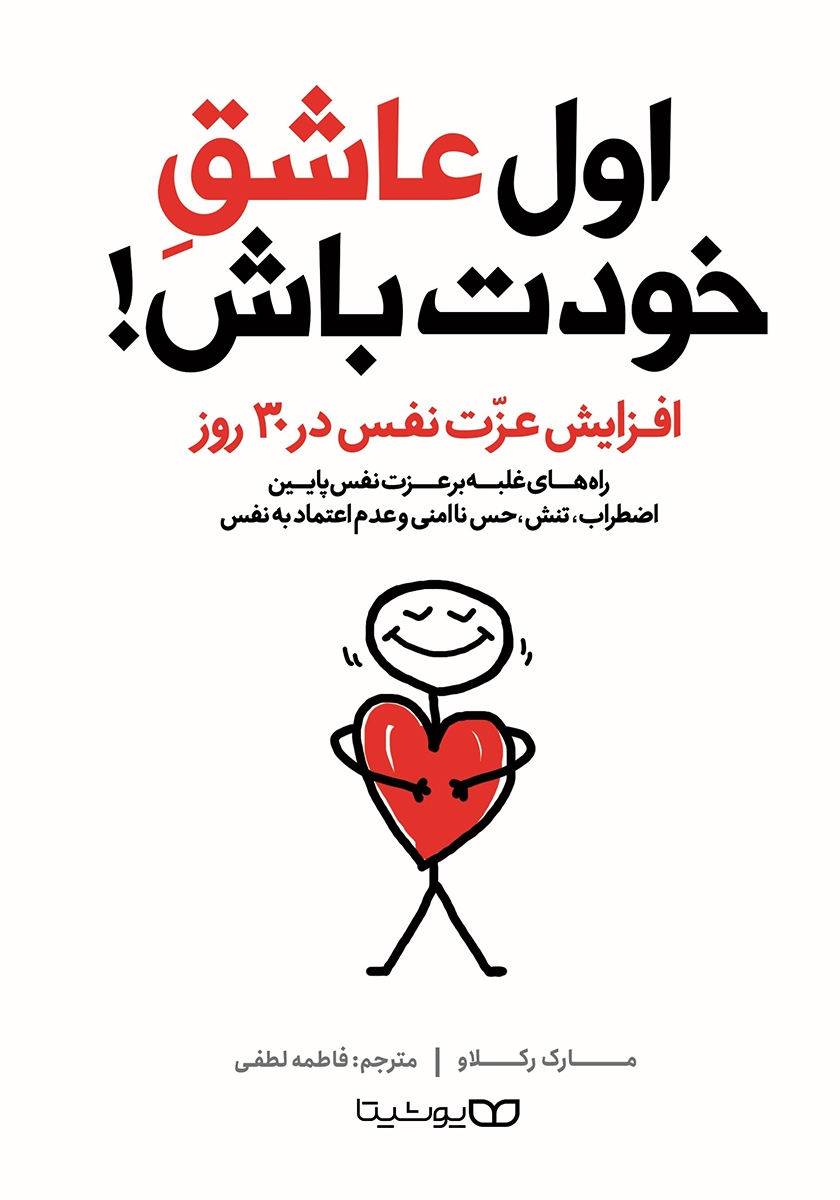 اول عاشقِ
خودت باش!
افزایش عزّت نفس در ۳۰ روز
راه‌های غلبه بر عزت نفس پایین
اضطراب، تنش، حس ناامنی و عدم اعتماد به نفس
مارک رکلاو | مترجم: فاطمه لطفی
یوشیتا